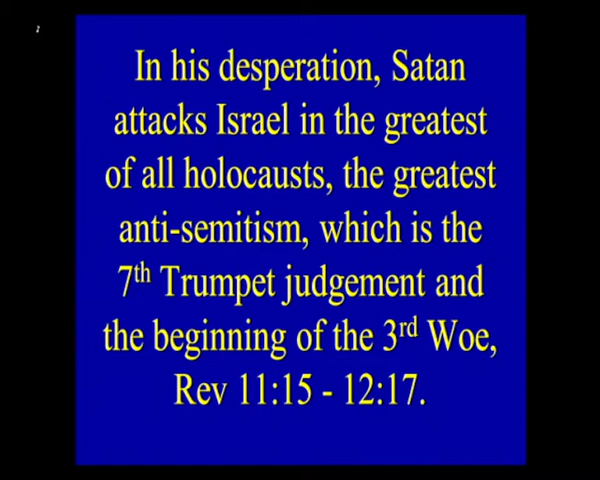 In his desperation, Satan
attacks Israel in the greatest
of all holocausts, the greatest
anti-semitism, which is the
7th Trumpet judgement and
the beginning of the 3rd Woe,
Rev 11:15 - 12:17.